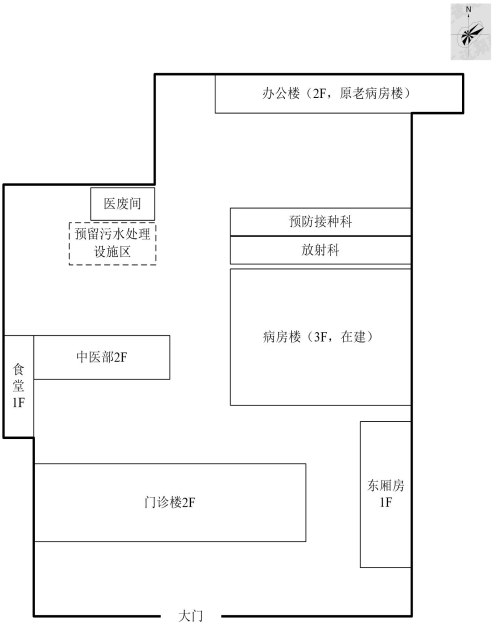 N
办公楼（2F，原老病房楼）
医废间
预留污水处理
设施区
预防接种科
放射科
病房楼（3F，在建）
中医部2F
食
堂
1F
东厢房
1F
门诊楼2F
大门